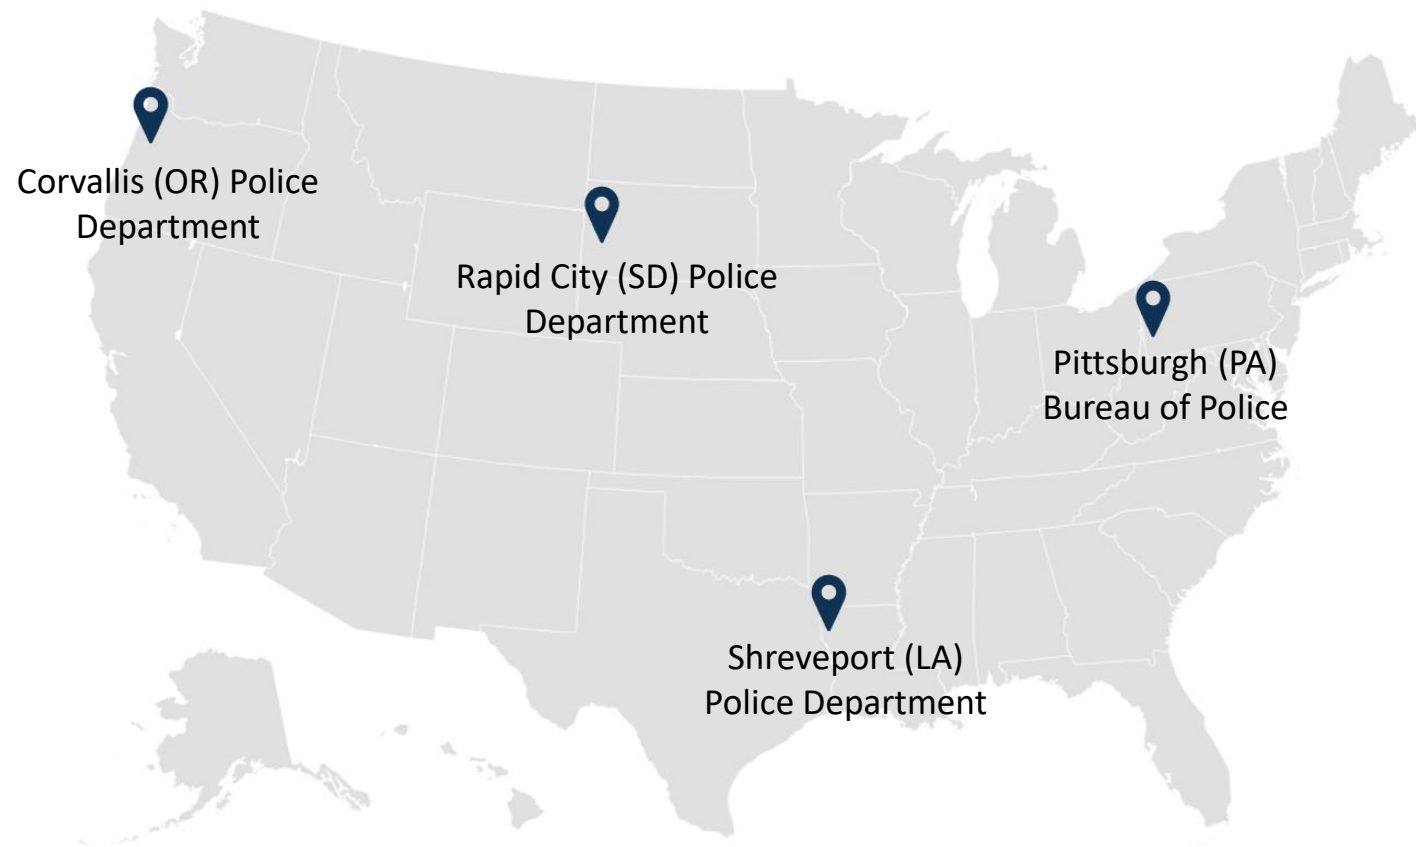 Corvallis (OR) Police
Department
Rapid City (SD) Police
Department
Pittsburgh (PA)
Bureau of Police
Shreveport (LA)
Police Department